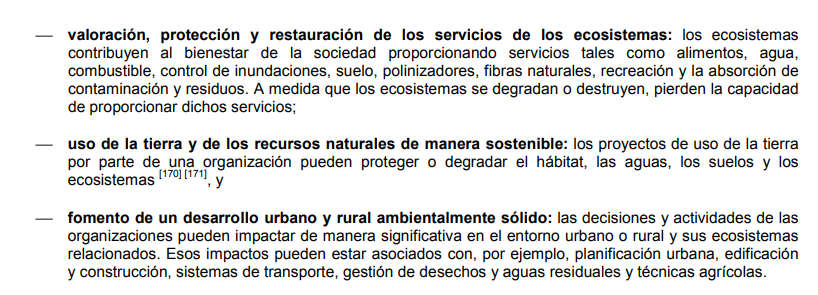 — valoración, protección y restauración de los servicios de los ecosistemas: los ecosistemas
contribuyen al bienestar de la sociedad proporcionando servicios tales como alimentos, agua,
combustible, control de inundaciones, suelo, polinizadores, fibras naturales, recreación y la absorción de
contaminación y residuos. A medida que los ecosistemas se degradan o destruyen, pierden la capacidad
de proporcionar dichos servicios;
— uso de la tierra y de los recursos naturales de manera sostenible: los proyectos de uso de la tierra
por parte de una organización pueden proteger o degradar el hábitat, las aguas, los suelos y los
ecosistemas [170] [171], y
— fomento de un desarrollo urbano y rural ambientalmente sólido: las decisiones y actividades de las
organizaciones pueden impactar de manera significativa en el entorno urbano o rural y sus ecosistemas
relacionados. Esos impactos pueden estar asociados con, por ejemplo, planificación urbana, edificación
y construcción, sistemas de transporte, gestión de desechos y aguas residuales y técnicas agrícolas.